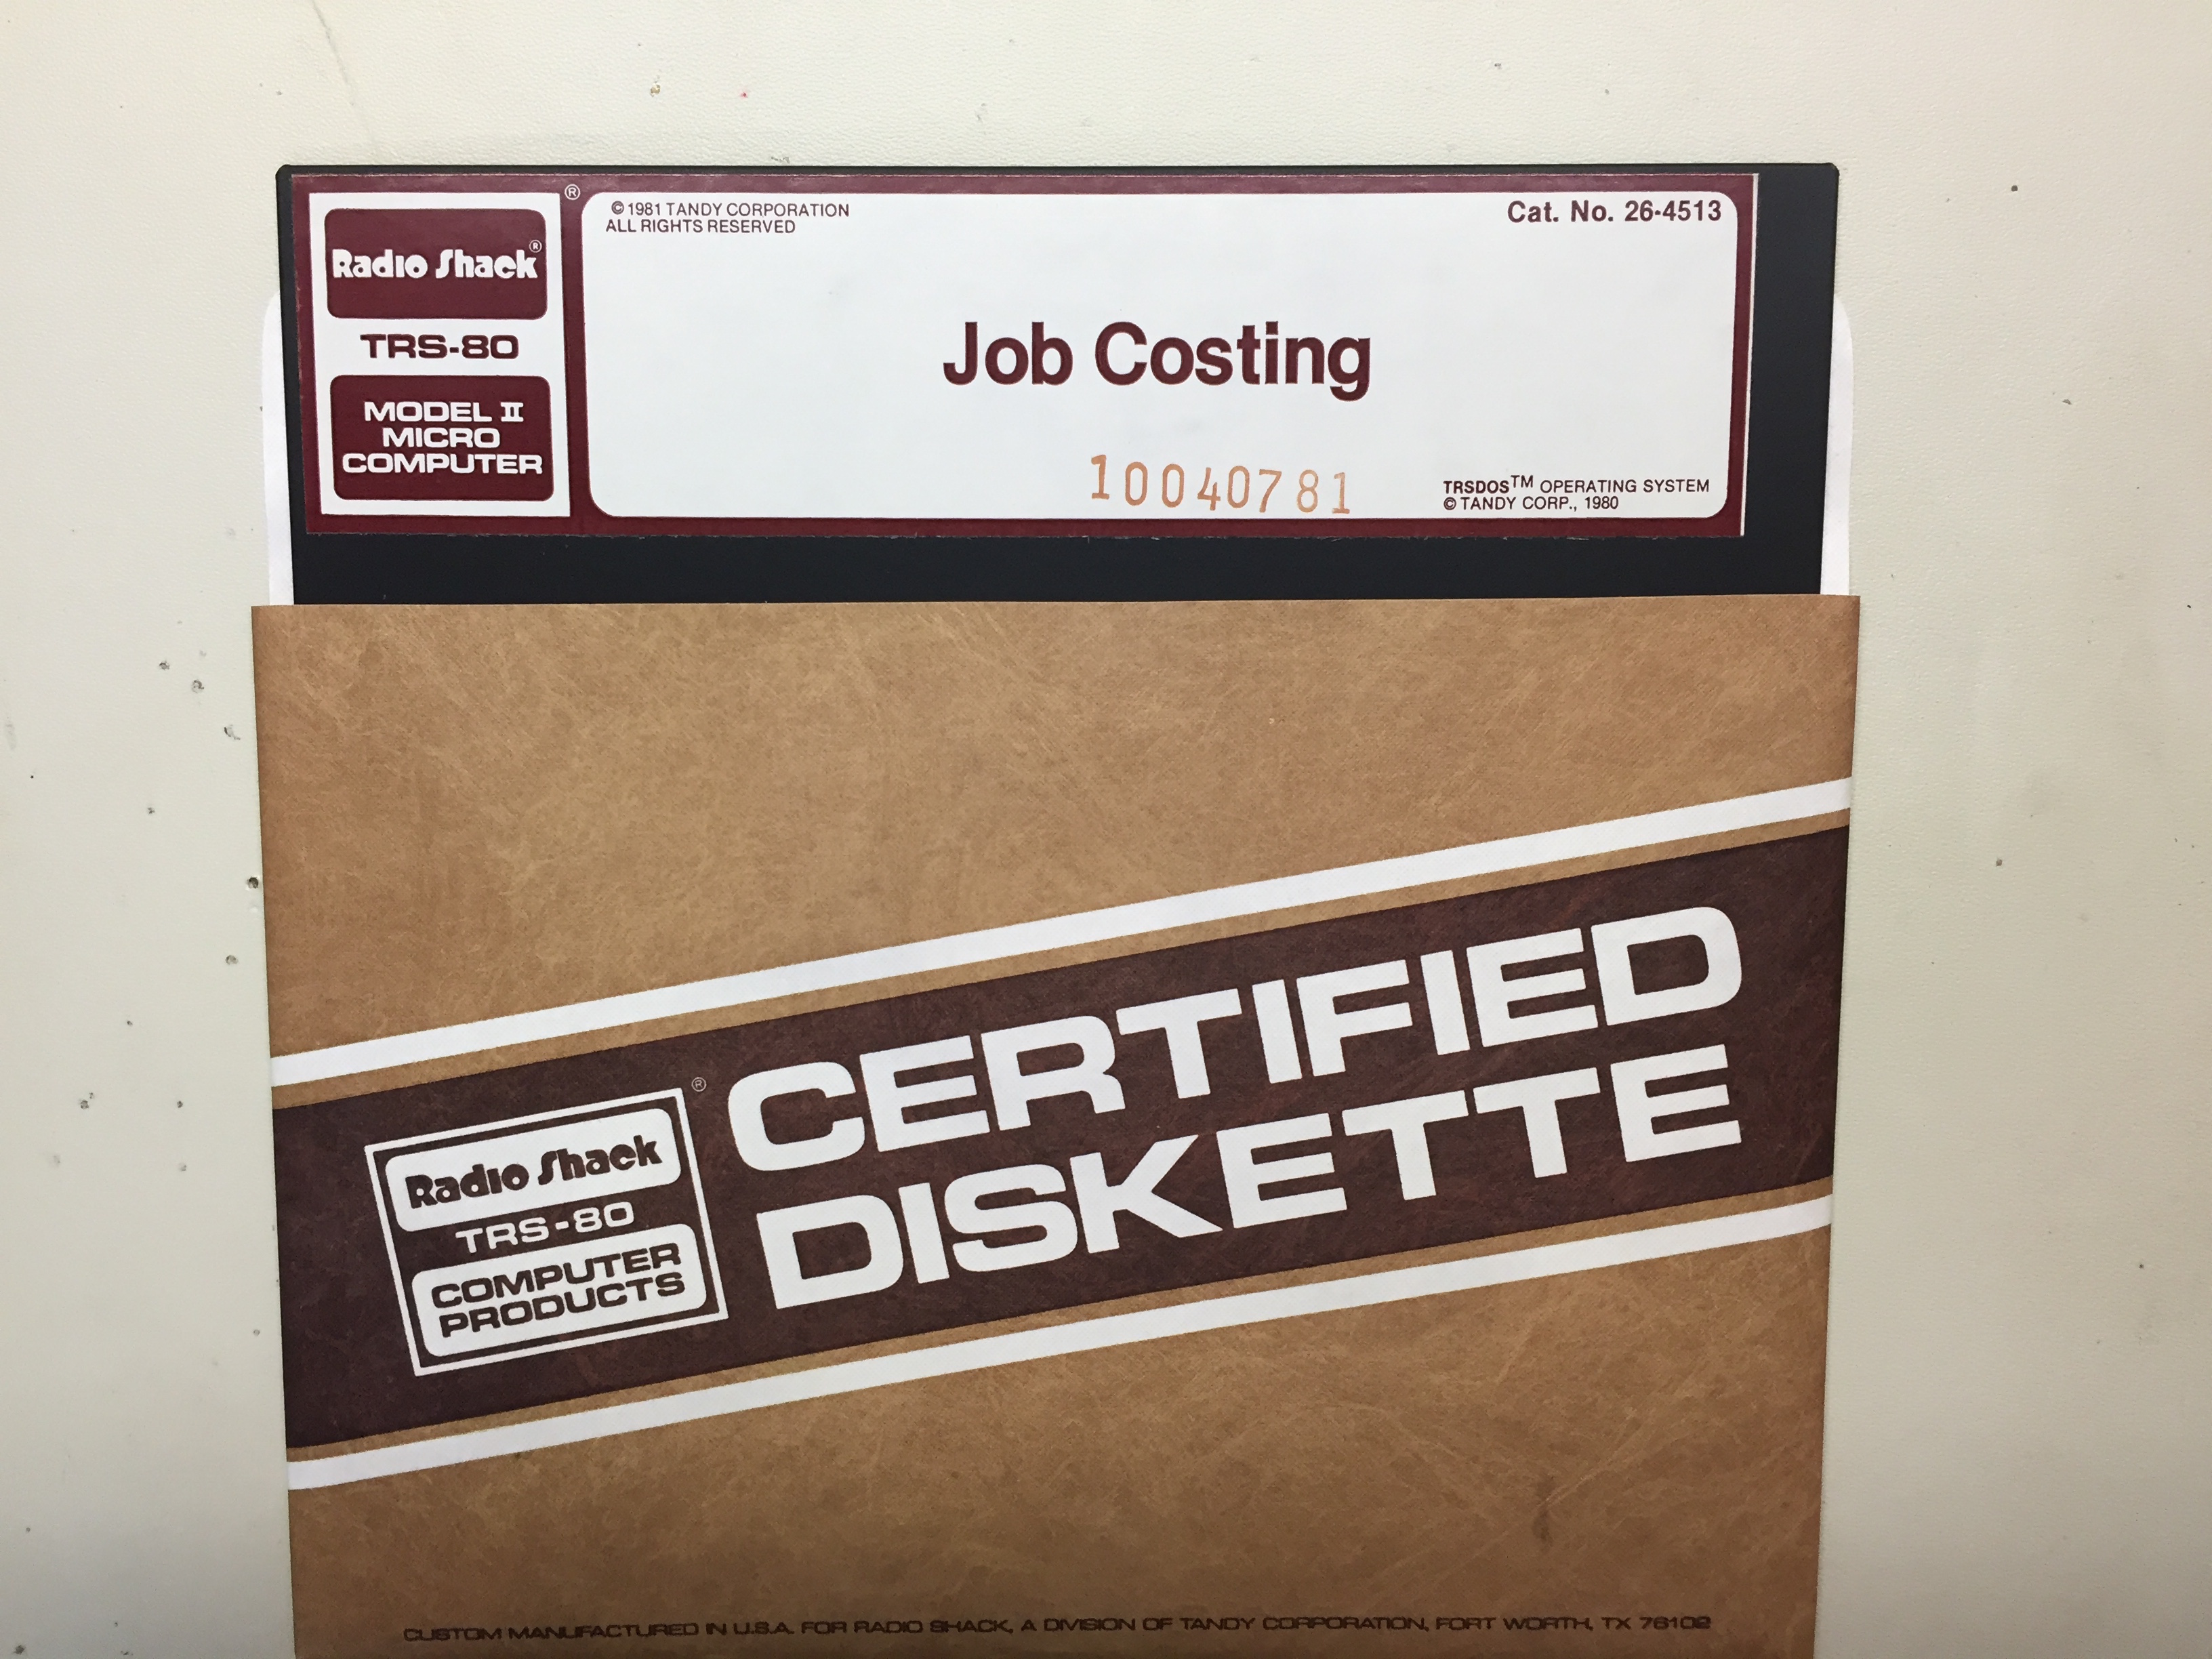 Radio Shack®
TRS-80
MODEL II
MICRO
COMPUTER
®
© 1981 TANDY CORPORATION
ALL RIGHTS RESERVED
Cat. No. 26-4513
Job Costing
10040781
TRSDOS™ OPERATING SYSTEM
© TANDY CORP., 1980
Radio Shack
TRS-80
COMPUTER
PRODUCTS
®
CERTIFIED
DISKETTE
CUSTOM MANUFACTURED IN U.S.A. FOR RADIO SHACK, A DIVISION OF TANDY CORPORATION, FORT WORTH, TX 76102